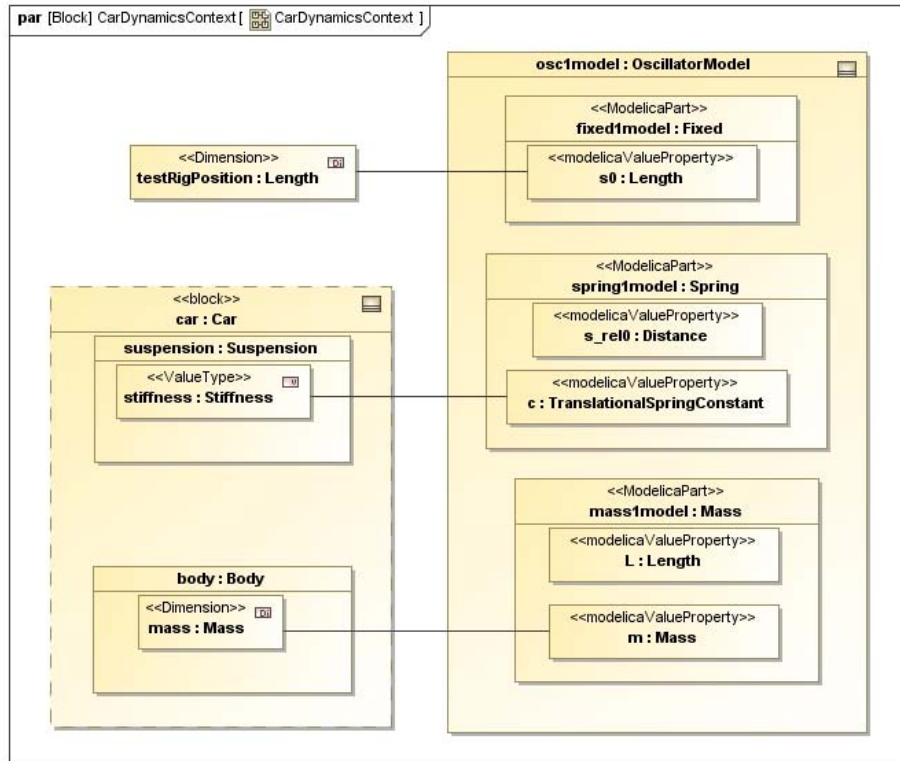 par [Block] CarDynamicsContext [ CarDynamicsContext ]
osc1model : OscillatorModel
<<ModelicaPart>>
fixed1model : Fixed
<<modelicaValueProperty>>
s0 : Length
<<Dimension>>
testRigPosition : Length
<<ModelicaPart>>
spring1model : Spring
<<modelicaValueProperty>>
s_rel0 : Distance
<<modelicaValueProperty>>
c : TranslationalSpringConstant
<<block>>
car : Car
suspension : Suspension
<<ValueType>>
stiffness : Stiffness
<<ModelicaPart>>
mass1model : Mass
<<modelicaValueProperty>>
L : Length
<<modelicaValueProperty>>
m : Mass
body : Body
<<Dimension>>
mass : Mass